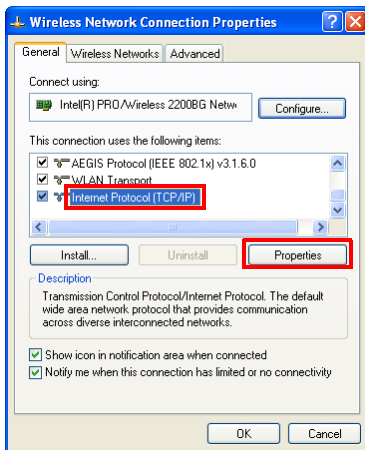 Wireless Network Connection Properties
General Wireless Networks Advanced
Connect using:
Intel(R) PRO/Wireless 2200BG Netw
Configure...
This connection uses the following items:
AEGIS Protocol (IEEE 802.1x) v3.1.6.0
WLAN Transport
Internet Protocol (TCP/IP)
Install... Uninstall Properties
Description
Transmission Control Protocol/Internet Protocol. The default
wide area network protocol that provides communication
across diverse interconnected networks.
Show icon in notification area when connected
Notify me when this connection has limited or no connectivity
OK Cancel